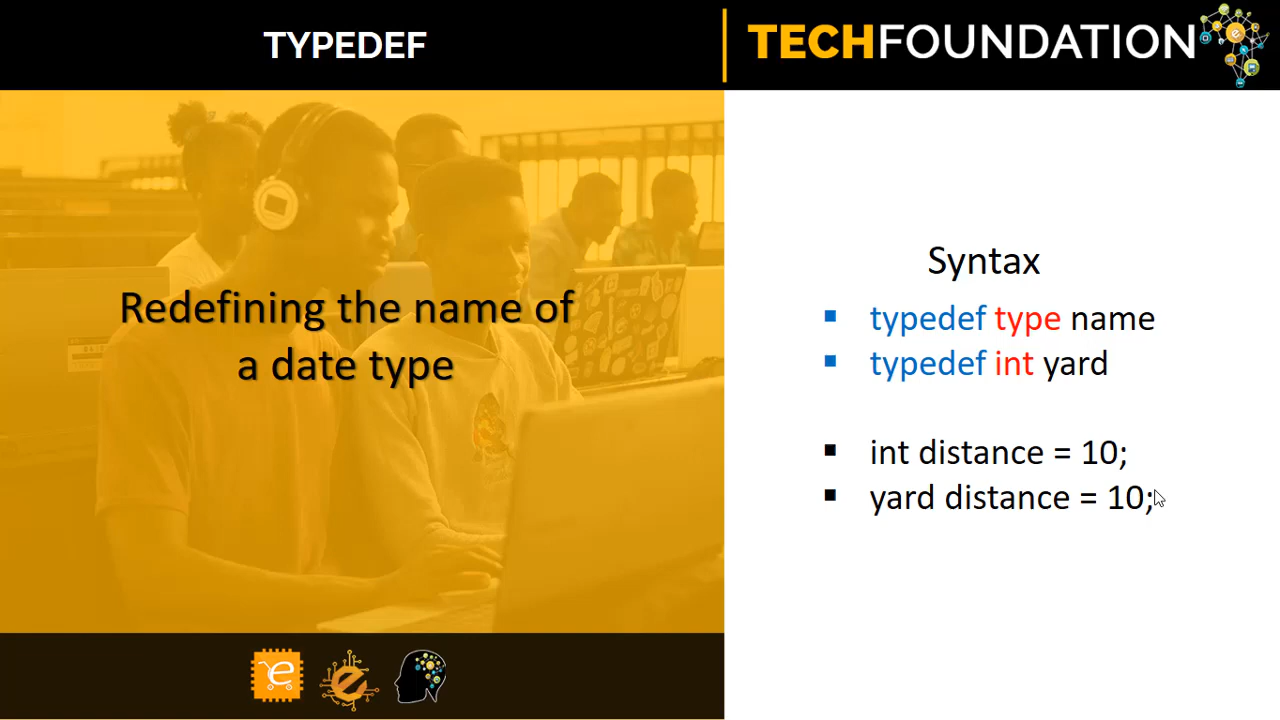 TYPEDEF
TECHFOUNDATION
Redefining the name of
a date type
Syntax
typedef type name
typedef int yard
int distance = 10;
yard distance = 10;